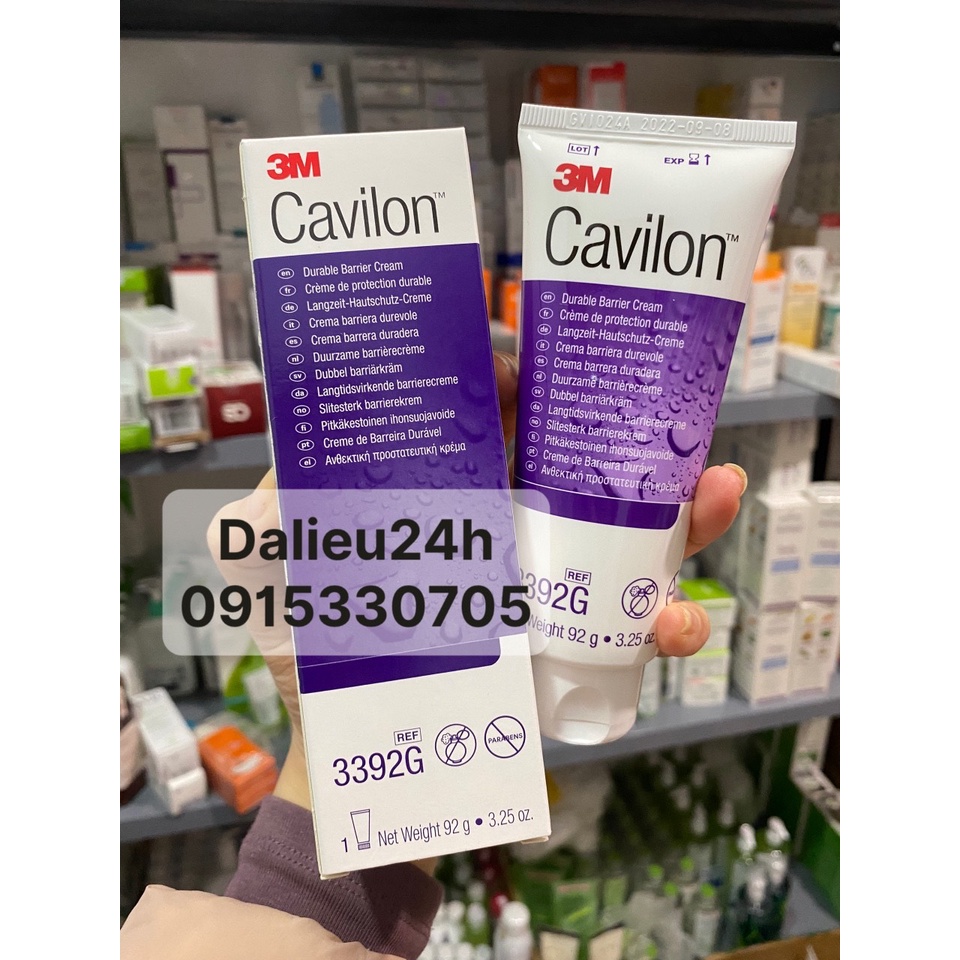 3M
Cavilon™
en Durable Barrier Cream
fr Crème de protection durable
de Langzeit-Hautschutz-Creme
it Crema barriera durevole
es Crema barrera duradera
nl Duurzame barrièrecrème
sv Dubbel barriärkräm
da Langtidsvirkende barrierecreme
no Slitesterk barrierekrem
fi Pitkäkestoinen ihonsuojavoide
pt Creme de Barreira Durável
el Ανθεκτική προστατευτική κρέμα
REF
3392G
PARABENS
1 Net Weight 92 g • 3.25 oz.
GV1024A 2022-09-08
LOT
EXP
3M
Cavilon™
en Durable Barrier Cream
fr Crème de protection durable
de Langzeit-Hautschutz-Creme
it Crema barriera durevole
es Crema barrera duradera
nl Duurzame barrièrecrème
sv Dubbel barriärkräm
da Langtidsvirkende barrierecreme
no Slitesterk barrierekrem
fi Pitkäkestoinen ihonsuojavoide
pt Creme de Barreira Durável
el Ανθεκτική προστατευτική κρέμα
REF
3392G
Weight 92 g • 3.25 oz.
Dalieu24h
0915330705